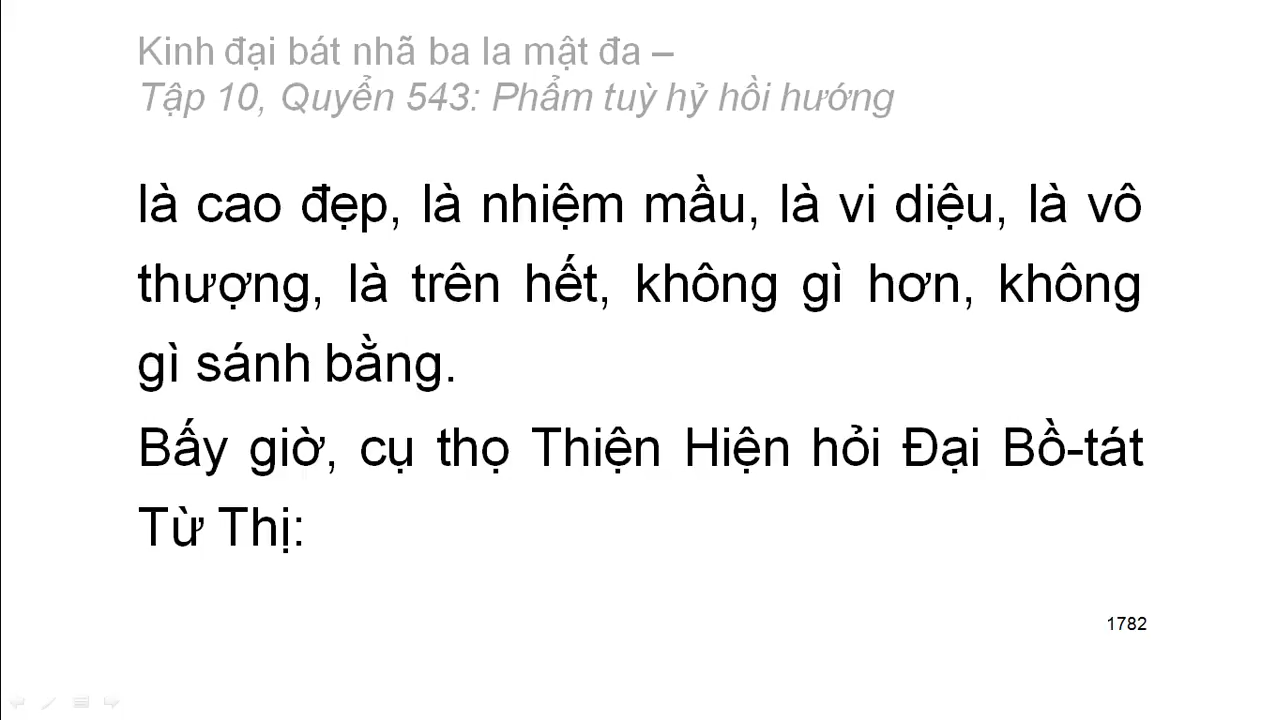 Kinh đại bát nhã ba la mật đa –
Tập 10, Quyển 543: Phẩm tuỳ hỷ hồi hướng
là cao đẹp, là nhiệm mầu, là vi diệu, là vô
thượng, là trên hết, không gì hơn, không
gì sánh bằng.
Bấy giờ, cụ thọ Thiện Hiện hỏi Đại Bồ-tát
Từ Thị:
1782